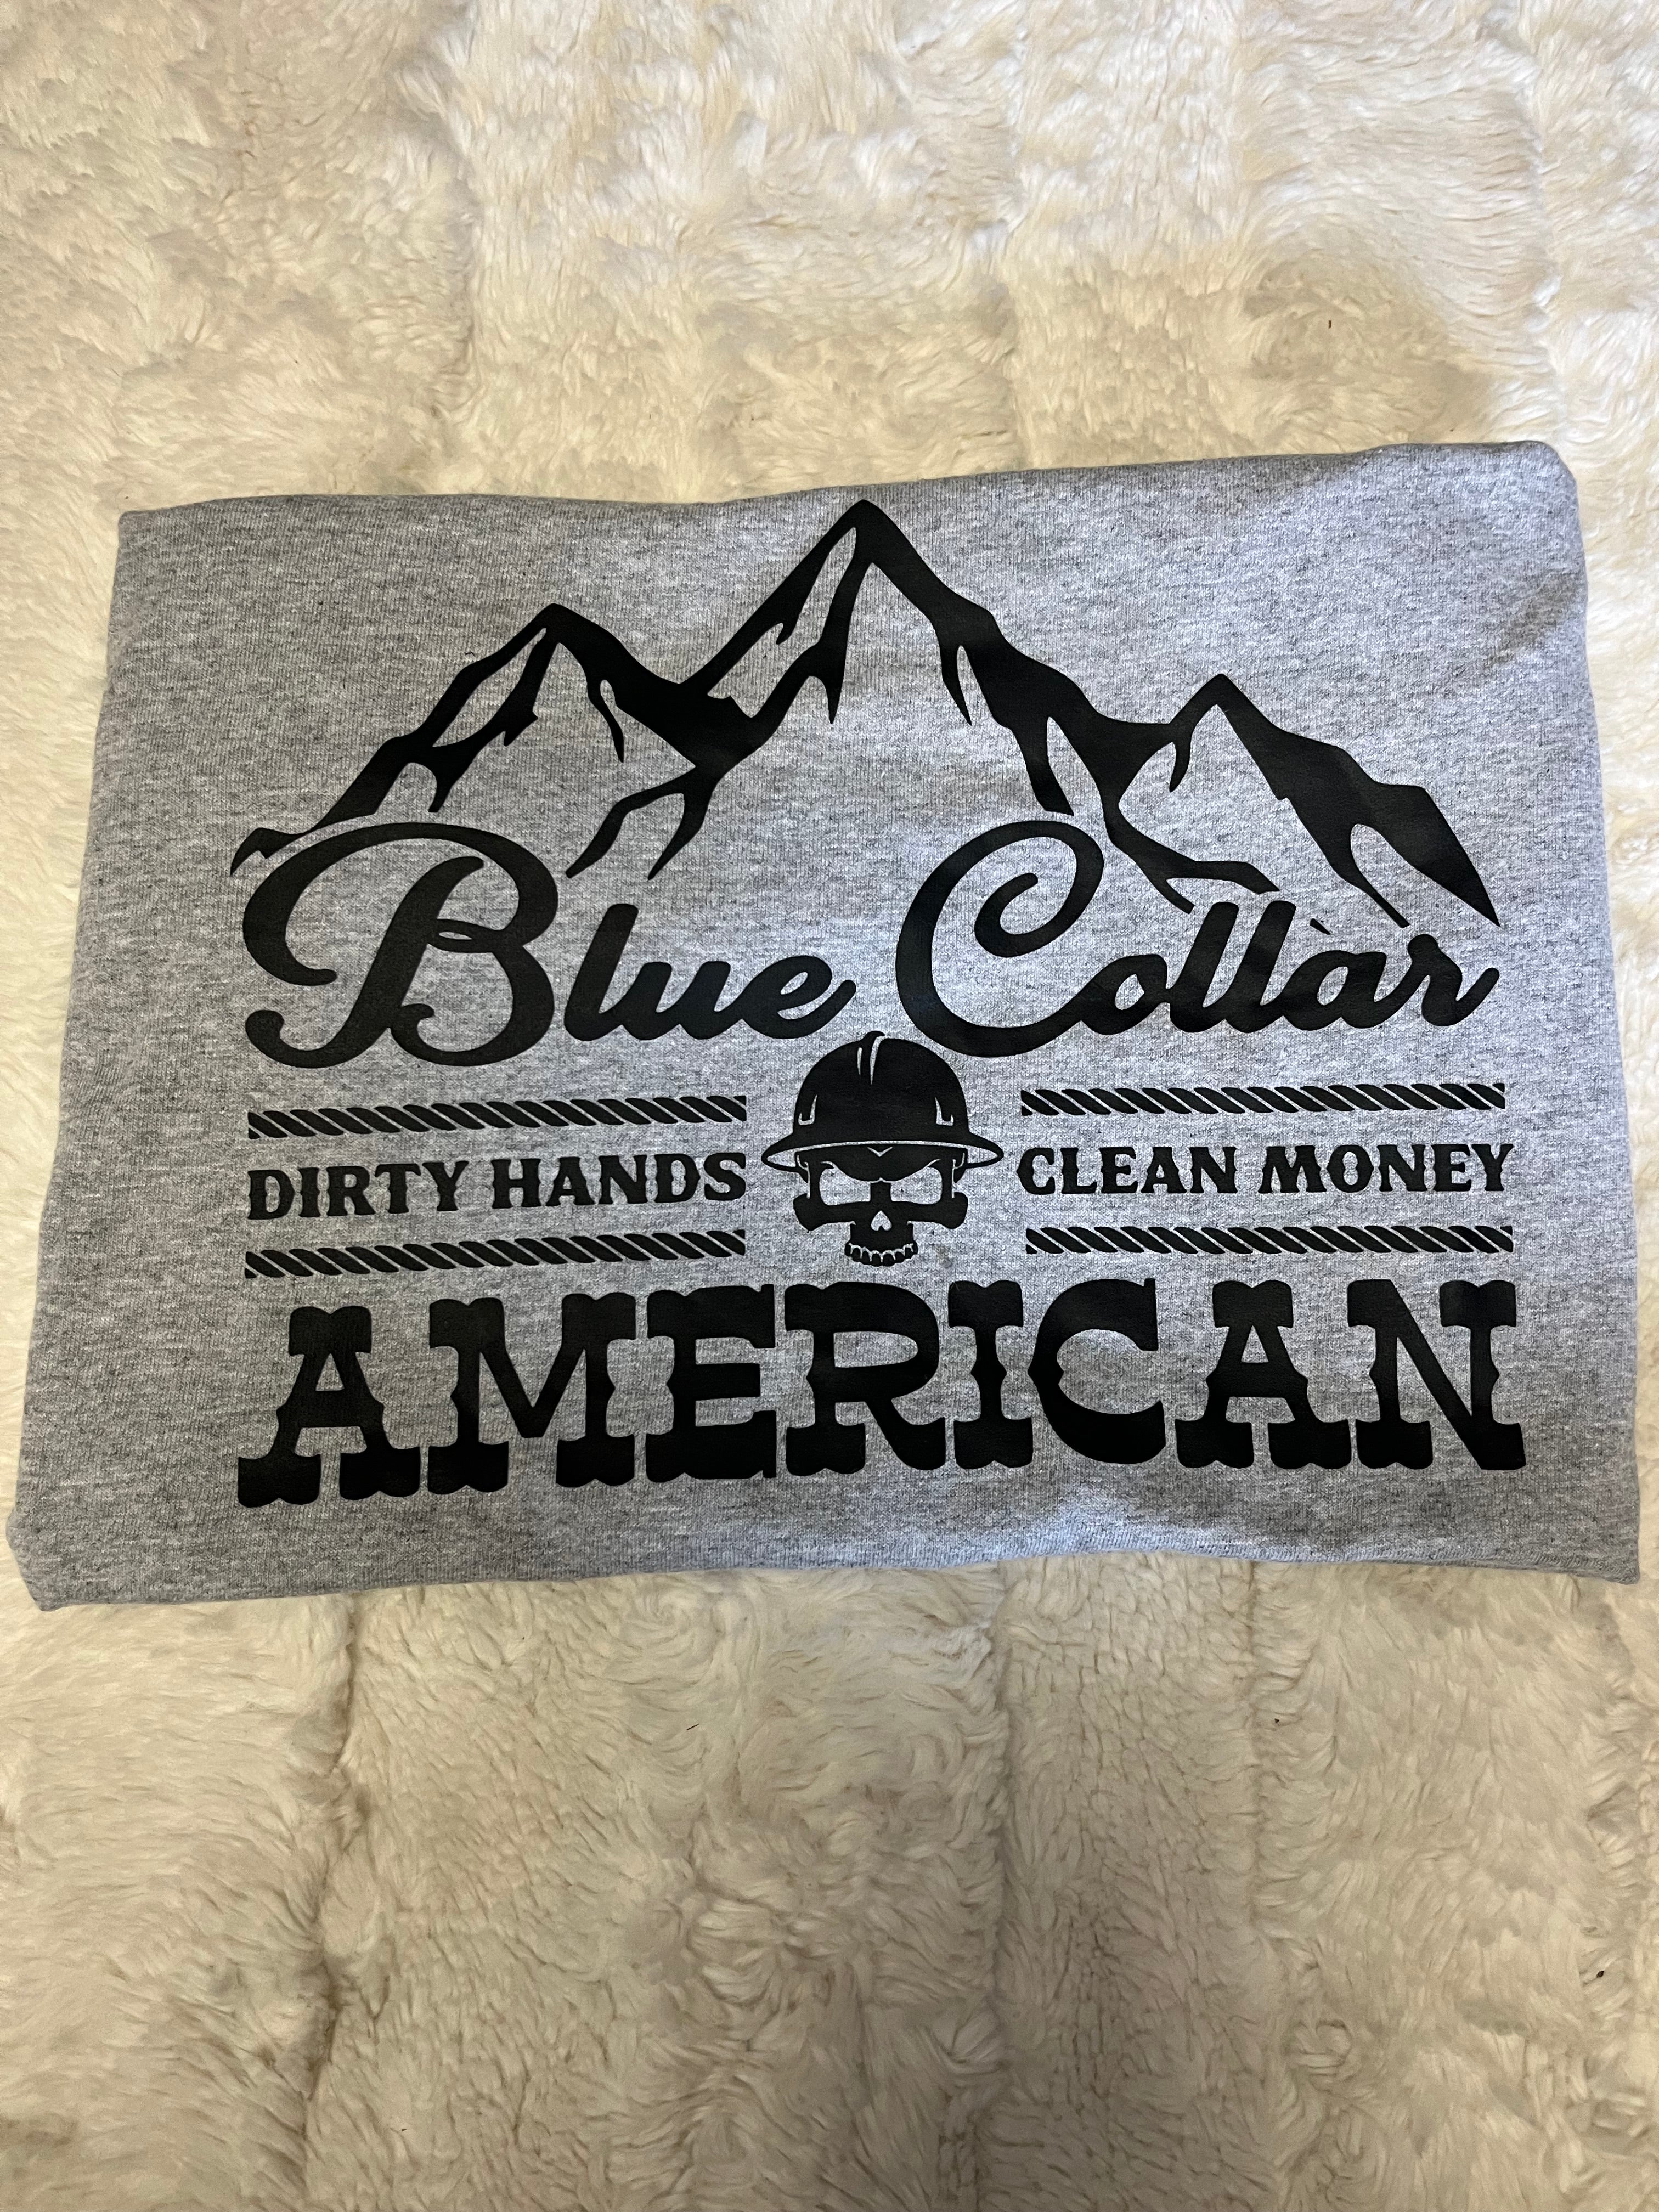 Blue Collar
DIRTY HANDS CLEAN MONEY
AMERICAN